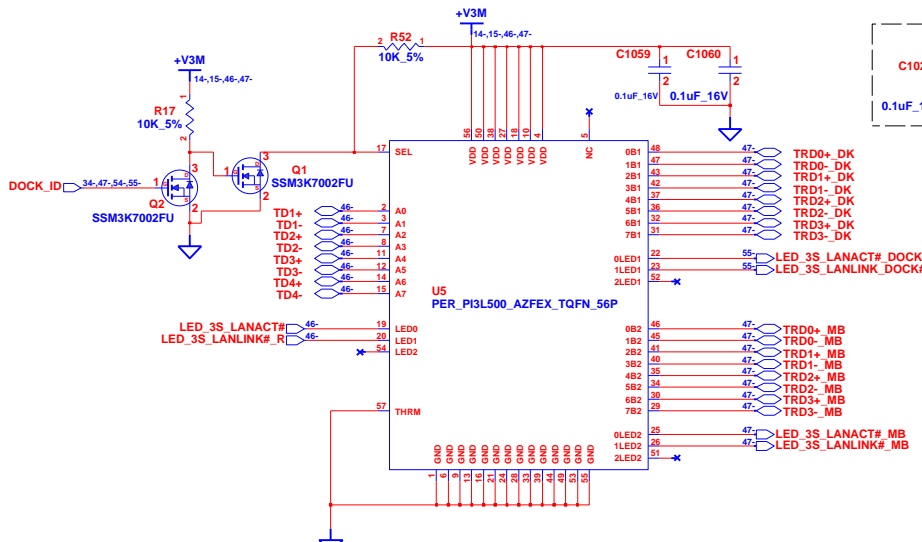 +V3M
14-,15-,46-,47-
2
R52
1
10K_5%
C1059
1
2
0.1uF_16V
C1060
1
2
0.1uF_16V
C102
0.1uF_1
+V3M
14-,15-,46-,47-
1
R17
10K_5%
2
DOCK_ID
34-,47-,54-,55-
1
3
2
Q2
SSM3K7002FU
1
3
2
Q1
SSM3K7002FU
56
50
38
27
18
10
4
5
VDD
VDD
VDD
VDD
VDD
VDD
VDD
NC
17
SEL
TD1+
46-
2
A0
TD1-
46-
3
A1
TD2+
46-
7
A2
TD2-
46-
8
A3
TD3+
46-
11
A4
TD3-
46-
12
A5
TD4+
46-
14
A6
TD4-
46-
15
A7
LED_3S_LANACT#
46-
19
LED0
LED_3S_LANLINK#_R
46-
20
LED1
54
LED2
57
THRM
U5
PER_PI3L500_AZFEX_TQFN_56P
0B1
48
47-
TRD0+_DK
1B1
47
47-
TRD0-_DK
2B1
43
47-
TRD1+_DK
3B1
42
47-
TRD1-_DK
4B1
37
47-
TRD2+_DK
5B1
36
47-
TRD2-_DK
6B1
32
47-
TRD3+_DK
7B1
31
47-
TRD3-_DK
0LED1
22
55-
LED_3S_LANACT#_DOCK
1LED1
23
55-
LED_3S_LANLINK_DOCK#
2LED1
52
0B2
46
47-
TRD0+_MB
1B2
45
47-
TRD0-_MB
2B2
41
47-
TRD1+_MB
3B2
40
47-
TRD1-_MB
4B2
35
47-
TRD2+_MB
5B2
34
47-
TRD2-_MB
6B2
30
47-
TRD3+_MB
7B2
29
47-
TRD3-_MB
0LED2
25
47-
LED_3S_LANACT#_MB
1LED2
26
47-
LED_3S_LANLINK#_MB
2LED2
51
GND
GND
GND
GND
GND
GND
GND
GND
GND
GND
GND
GND
GND
1
6
9
13
16
21
24
28
33
39
44
49
53
55